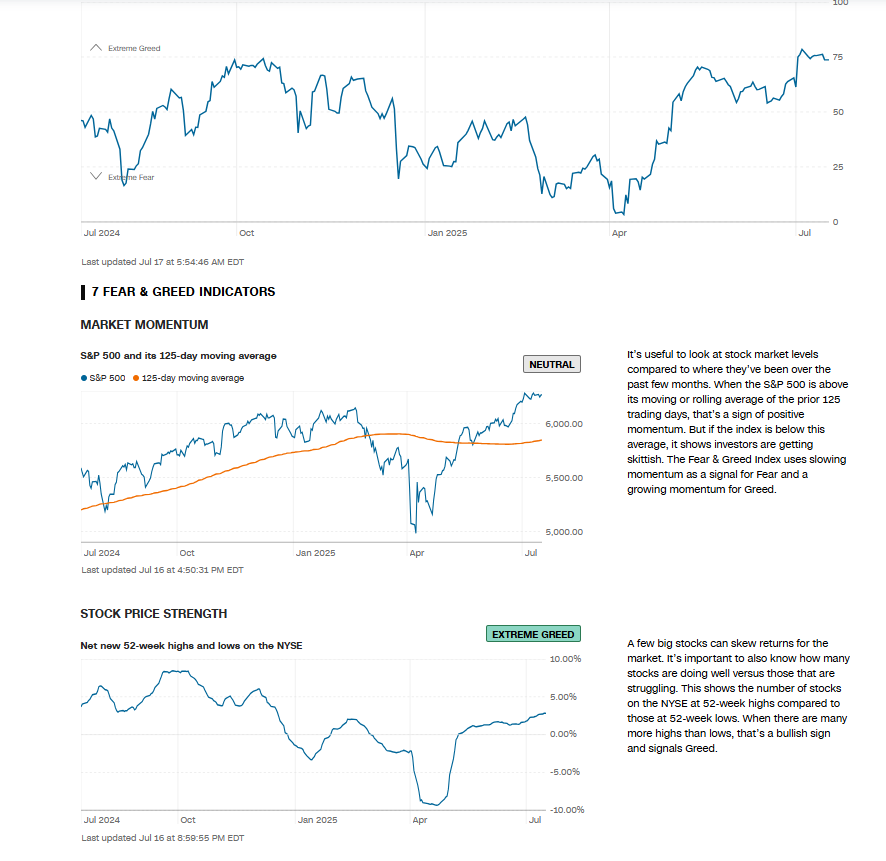 100
Extreme Greed
75
50
25
Extreme Fear
0
Jul 2024
Oct
Jan 2025
Apr
Jul
Last updated Jul 17 at 5:54:46 AM EDT
7 FEAR & GREED INDICATORS
MARKET MOMENTUM
S&P 500 and its 125-day moving average
NEUTRAL
S&P 500
125-day moving average
6,000.00
5,500.00
5,000.00
Jul 2024
Oct
Jan 2025
Apr
Jul
Last updated Jul 16 at 4:50:31 PM EDT
It's useful to look at stock market levels
compared to where they've been over the
past few months. When the S&P 500 is above
its moving or rolling average of the prior 125
trading days, that's a sign of positive
momentum. But if the index is below this
average, it shows investors are getting
skittish. The Fear & Greed Index uses slowing
momentum as a signal for Fear and a
growing momentum for Greed.
STOCK PRICE STRENGTH
EXTREME GREED
Net new 52-week highs and lows on the NYSE
10.00%
5.00%
0.00%
-5.00%
-10.00%
Jul 2024
Oct
Jan 2025
Apr
Jul
Last updated Jul 16 at 8:59:55 PM EDT
A few big stocks can skew returns for the
market. It's important to also know how many
stocks are doing well versus those that are
struggling. This shows the number of stocks
on the NYSE at 52-week highs compared to
those at 52-week lows. When there are many
more highs than lows, that's a bullish sign
and signals Greed.